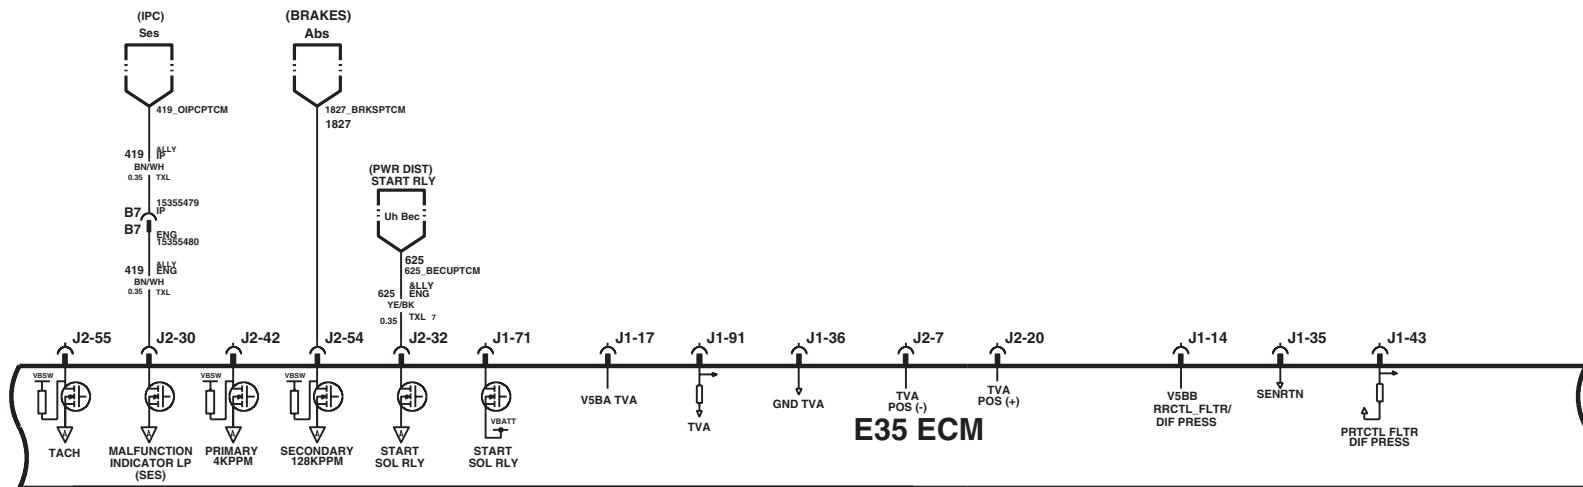 (IPC)
Ses
419_OIPCPTCM
419
&LLY
IP
BN/WH
0.35 TXL
15355479
B7 IP
B7
ENG
15355480
419
&LLY
ENG
BN/WH
0.35 TXL
(BRAKES)
Abs
1827_BRKSPTCM
1827
(PWR DIST)
START RLY
Uh Bec
625
625_BECUPTCM
&LLY
625 ENG
YE/BK
0.35 TXL 7
J2-55
J2-30
J2-42
J2-54
J2-32
J1-71
J1-17
J1-91
J1-36
J2-7
J2-20
J1-14
J1-35
J1-43
VBSW
A
TACH
A
MALFUNCTION
INDICATOR LP
(SES)
VBSW
A
PRIMARY
4KPPM
VBSW
A
SECONDARY
128KPPM
A
START
SOL RLY
VBATT
START
SOL RLY
V5BA TVA
TVA
GND TVA
TVA
POS (-)
TVA
POS (+)
E35 ECM
V5BB
RRCTL_FLTR/
DIF PRESS
SENRTN
PRTCTL FLTR
DIF PRESS